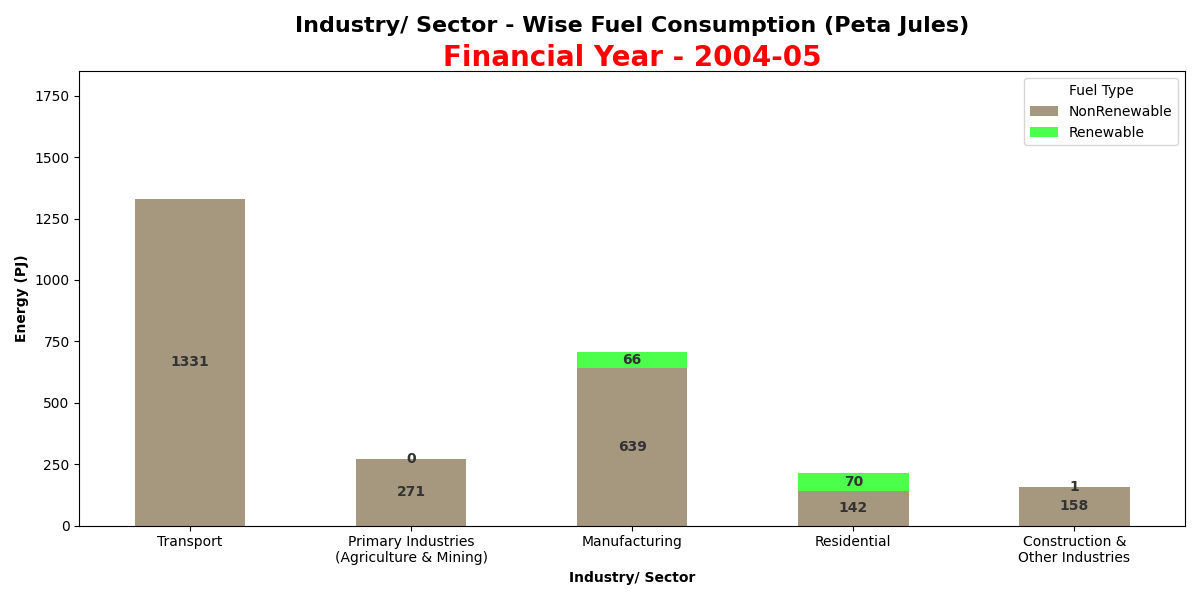 Industry/ Sector - Wise Fuel Consumption (Peta Jules)
Financial Year - 2004-05
Fuel Type
NonRenewable
Renewable
Energy (PJ)
1750
1500
1250
1000
750
500
250
0
1331
0
271
66
639
70
142
1
158
Transport
Primary Industries
(Agriculture & Mining)
Manufacturing
Residential
Construction &
Other Industries
Industry/ Sector